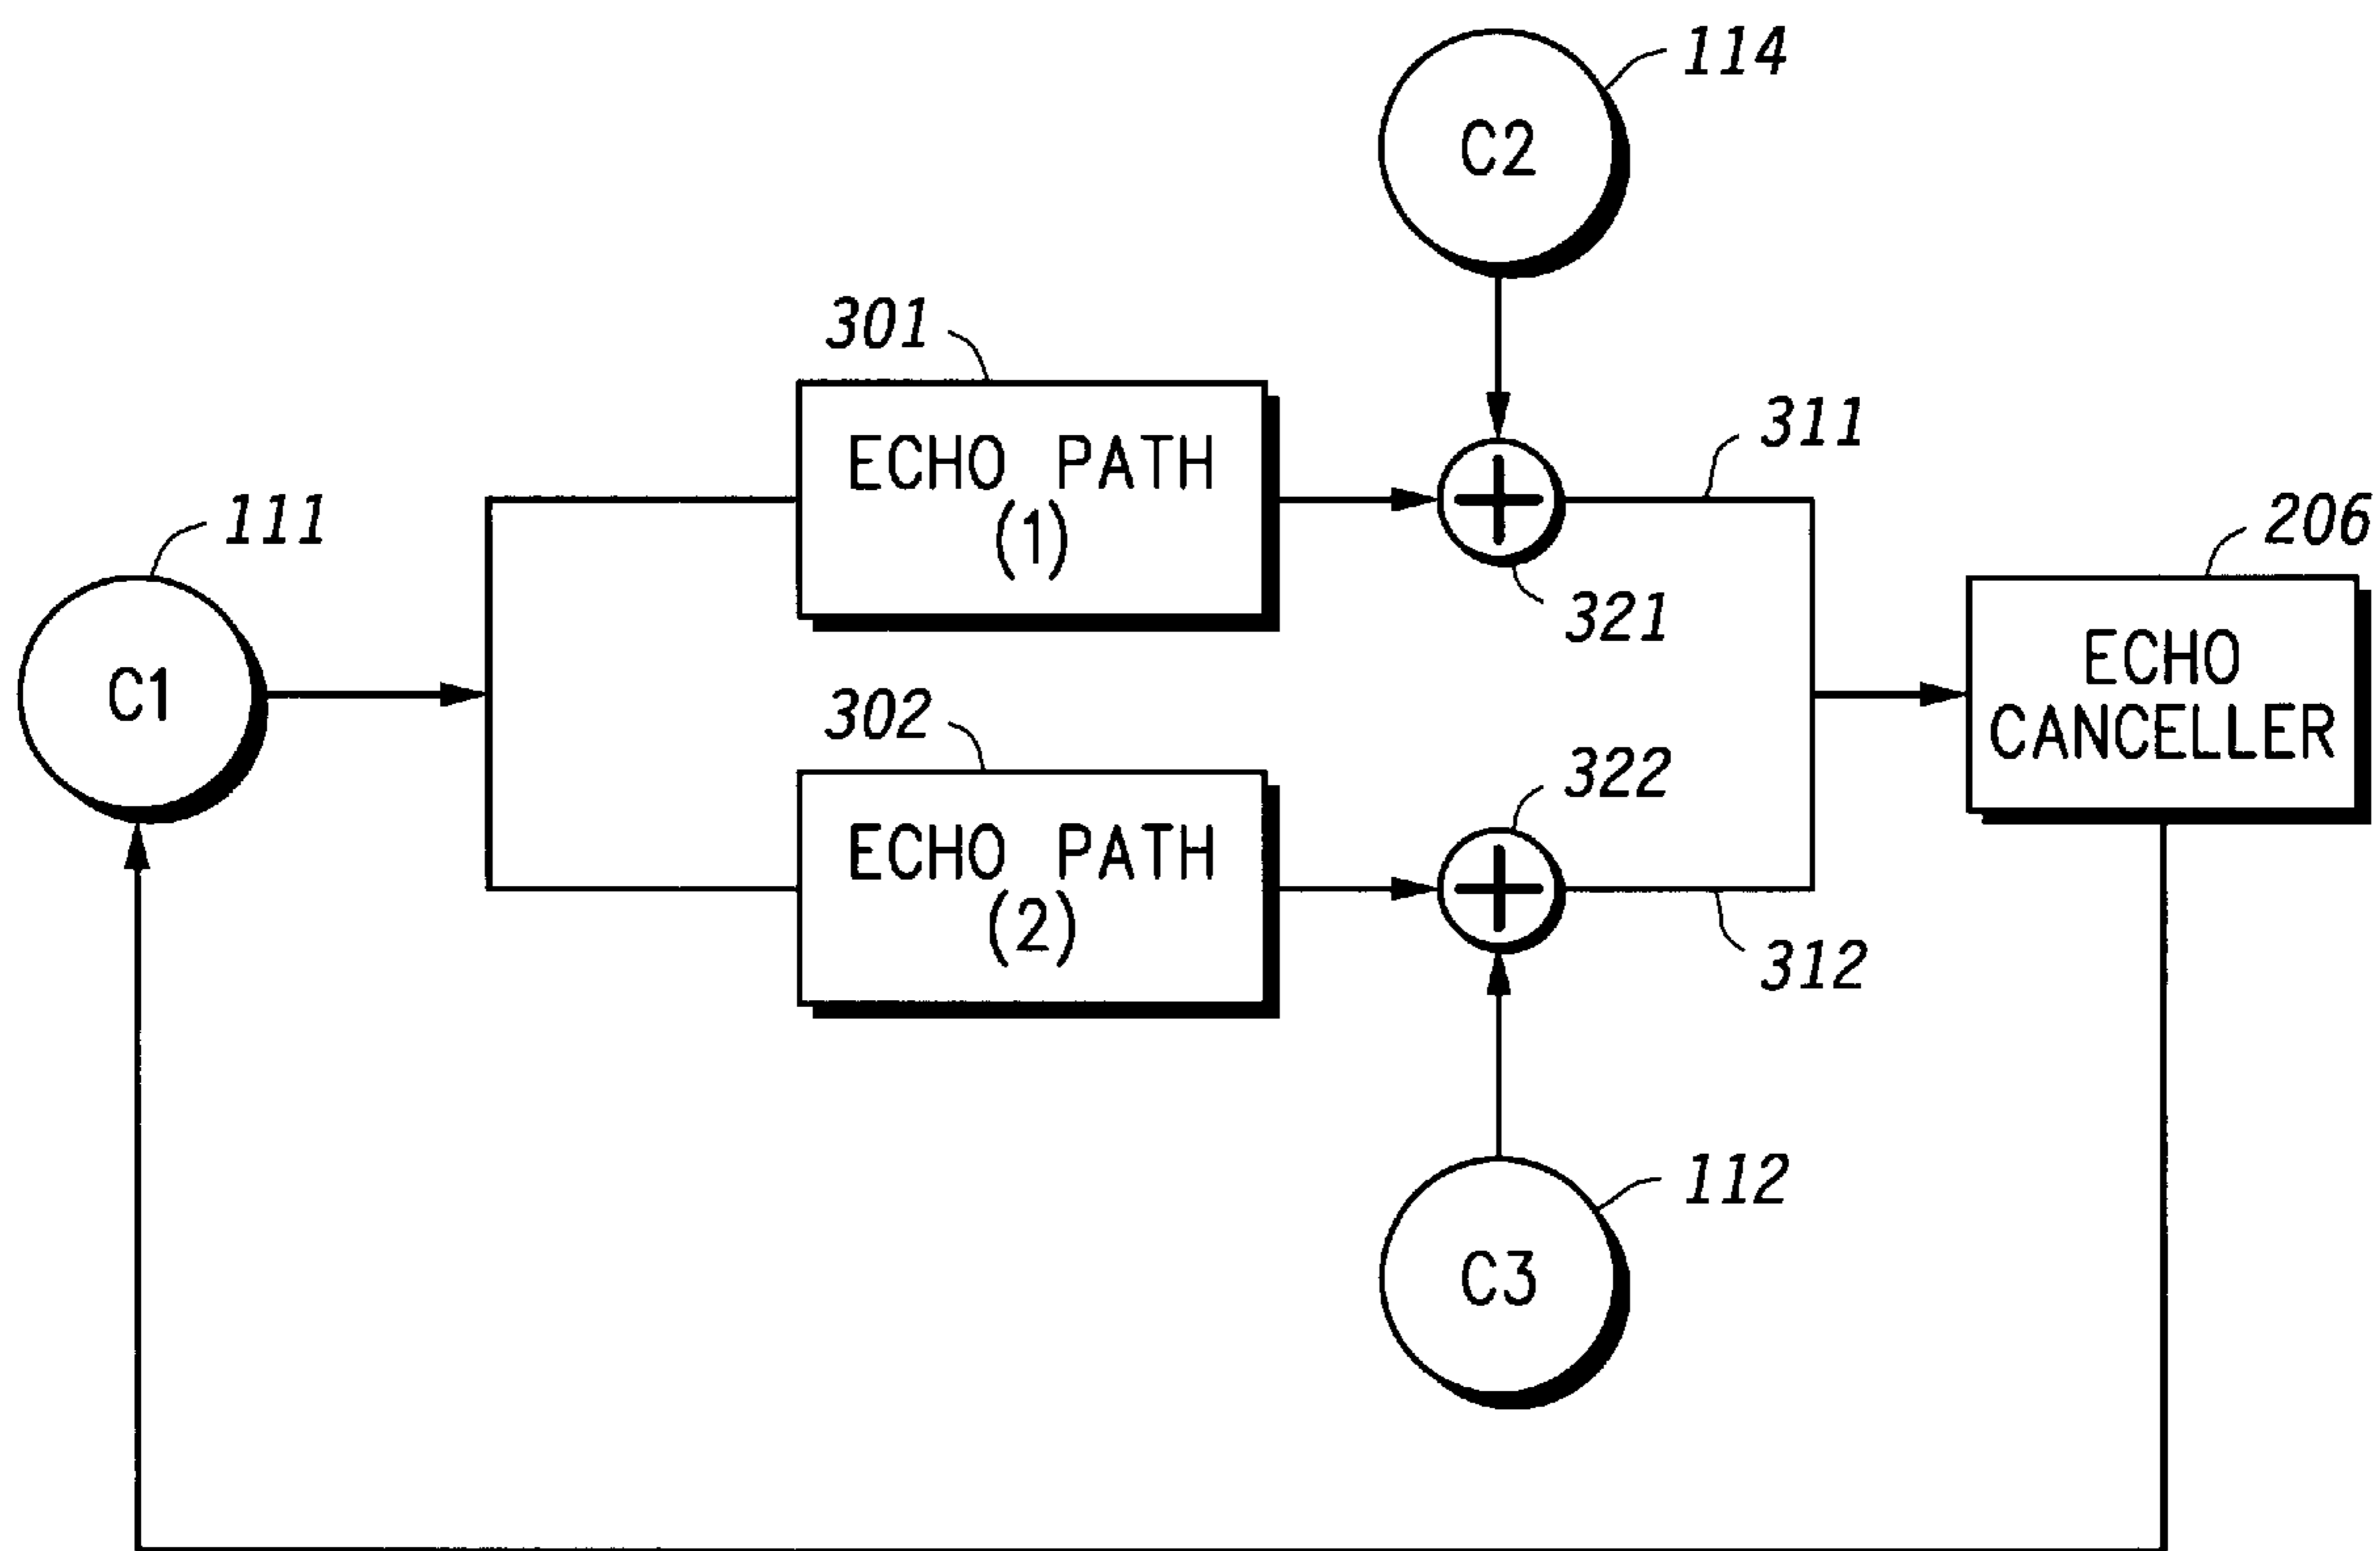 114
C2
301
311
ECHO PATH
(1)
111
206
321
ECHO
CANCELLER
C1
302
322
ECHO PATH
(2)
312
112
C3